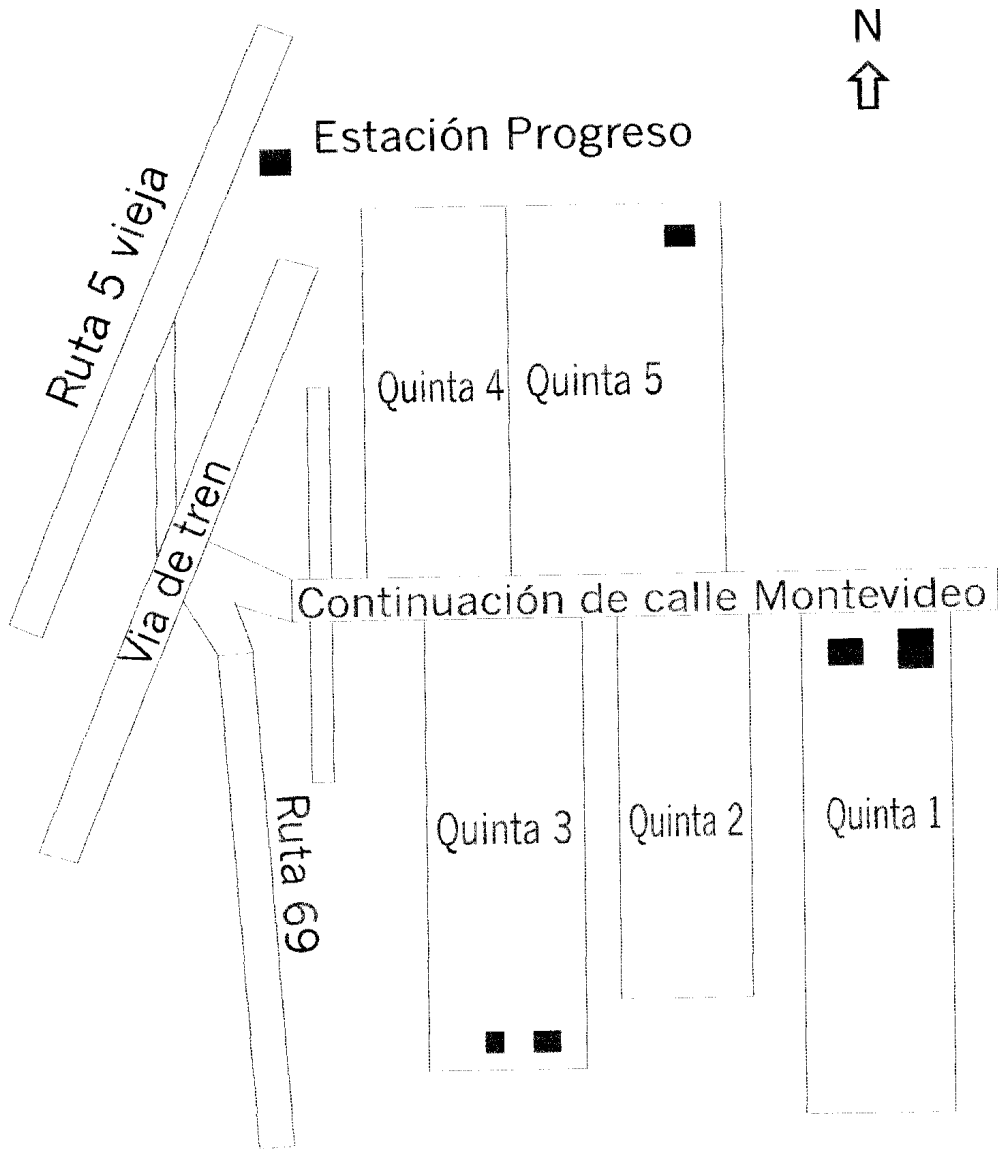 N
Estación Progreso
Ruta 5 vieja
Quinta 4
Quinta 5
Via de tren
Continuación de calle Montevideo
Quinta 3
Quinta 2
Quinta 1
Ruta 69